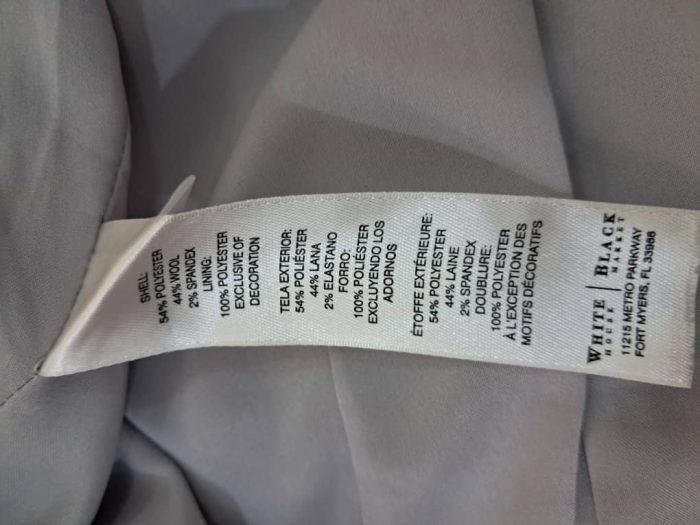 SHELL:
54% POLYESTER
44% WOOL
2% SPANDEX
LINING:
100% POLYESTER
EXCLUSIVE OF
DECORATION
TELA EXTERIOR:
54% POLIÉSTER
44% LANA
2% ELASTANO
FORRO:
100% POLIÉSTER
EXCLUYENDO LOS
ADORNOS
ÉTOFFE EXTÉRIEURE:
54% POLYESTER
44% LAINE
2% SPANDEX
DOUBLURE:
100% POLYESTER
À L'EXCEPTION DES
MOTIFS DÉCORATIFS
WHITE | BLACK
HOUSE | MARKET
11215 METRO PARKWAY
FORT MYERS, FL 33966